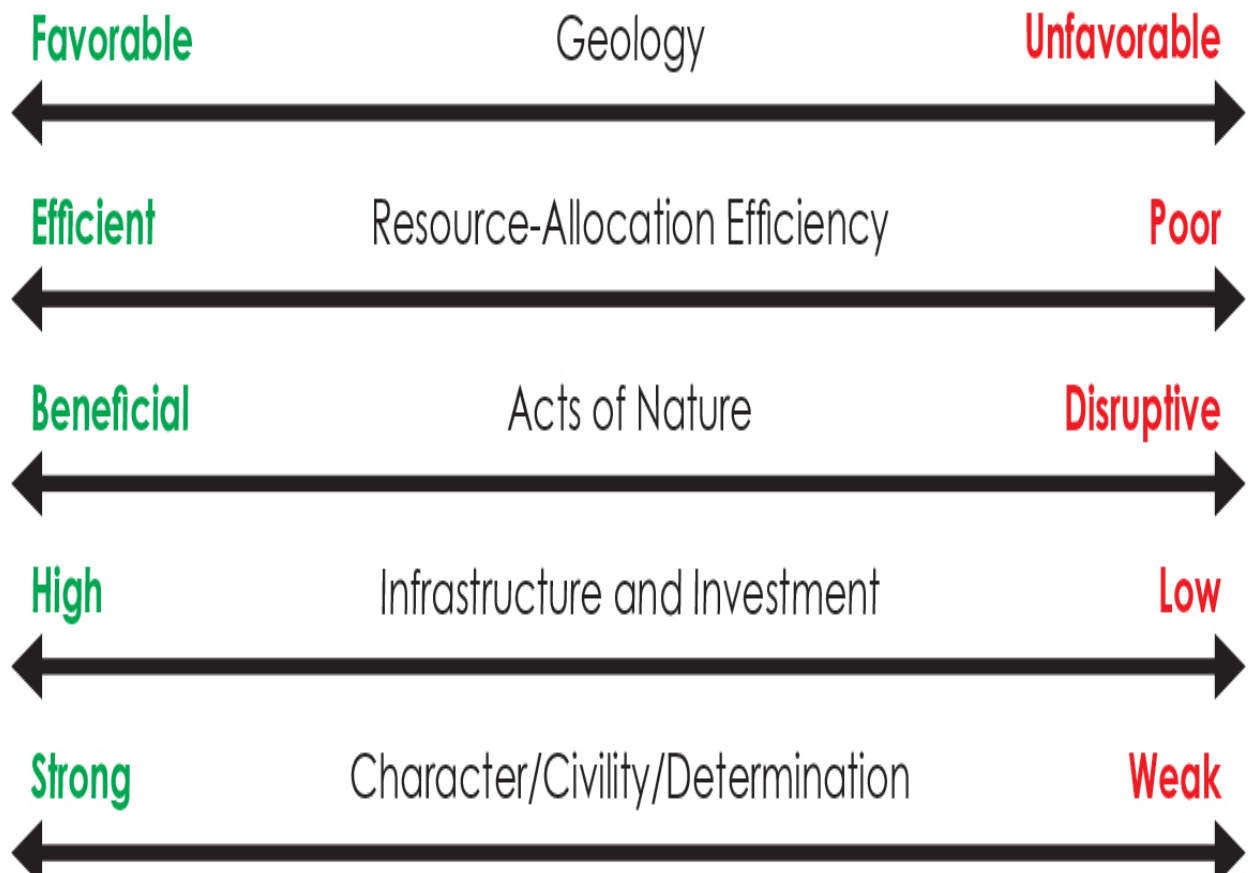 Favorable Geology Unfavorable
Efficient Resource-Allocation Efficiency Poor
Beneficial Acts of Nature Disruptive
High Infrastructure and Investment Low
Strong Character/Civility/Determination Weak